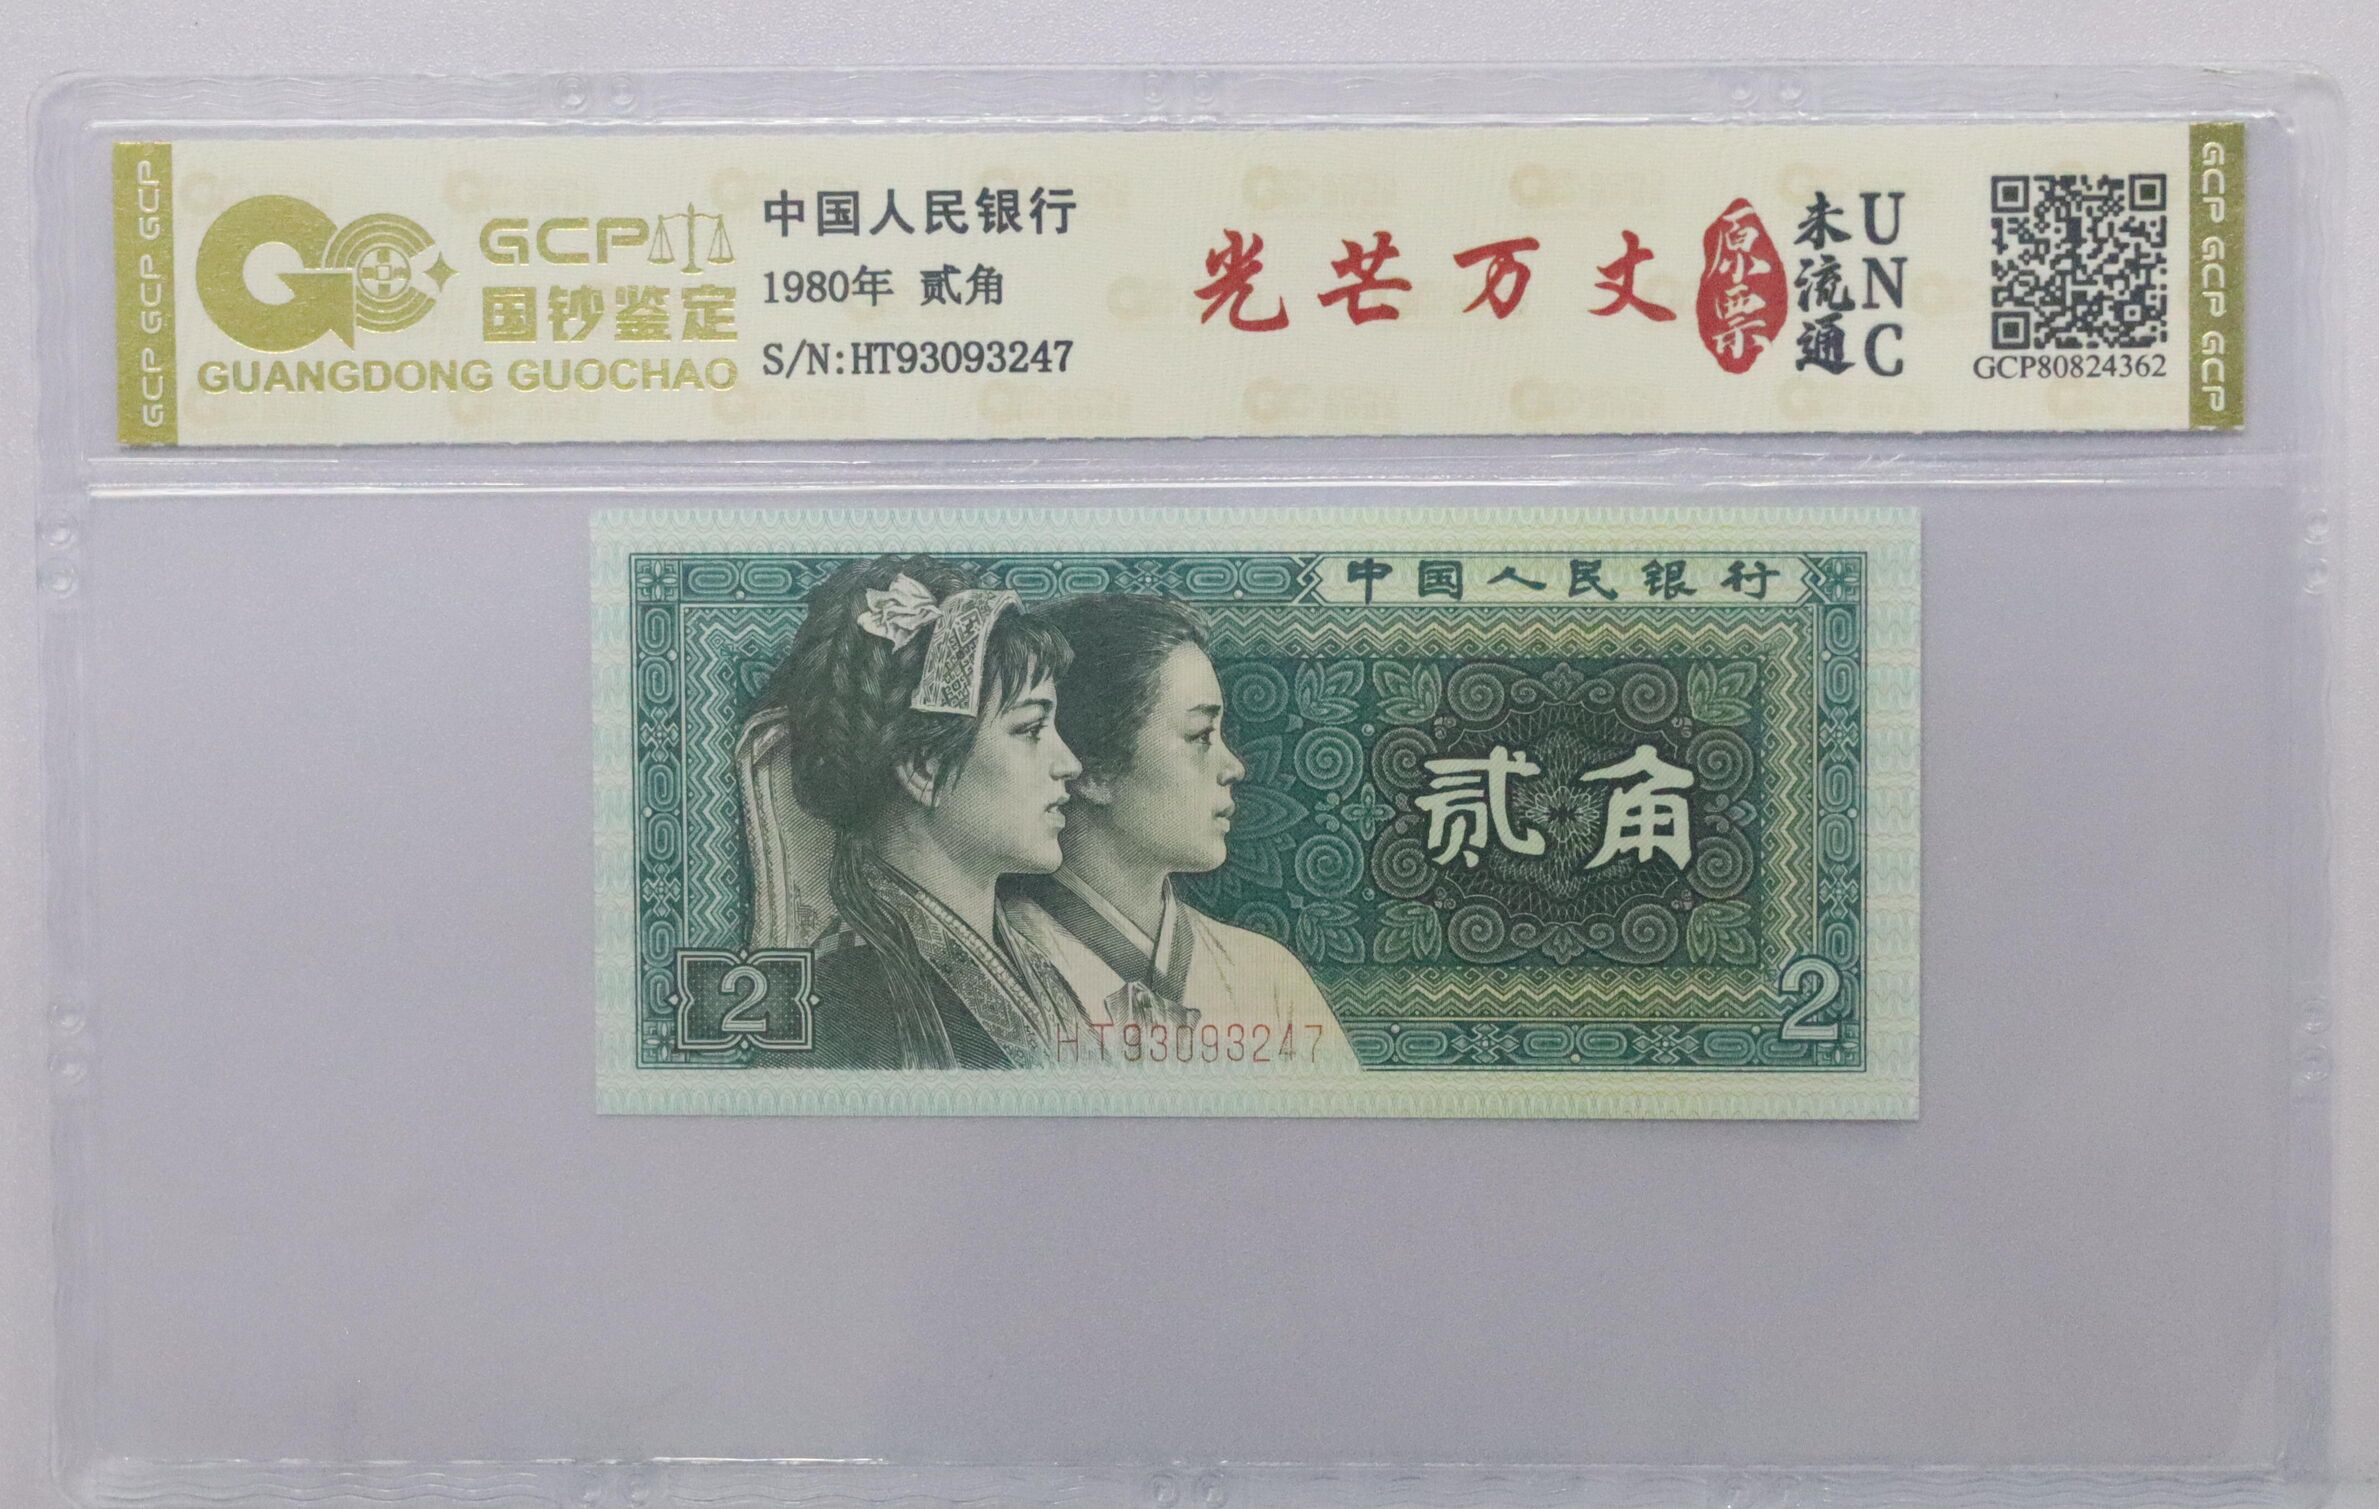 GCP GCP GCP
GCP
国钞鉴定
GUANGDONG GUOCHAO
中国人民银行
1980年 贰角
S/N:HT93093247
光芒万丈
原票
未流通
UNC
GCP80824362
GCP GCP GCP GCP
中国人民银行
贰角
2
2
HT93093247